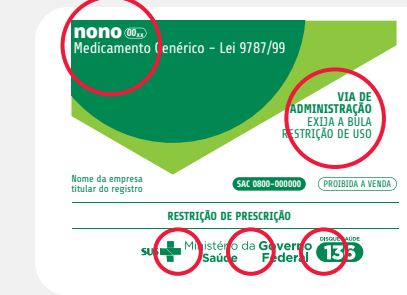 nono 00xx
Medicamento Genérico – Lei 9787/99
VIA DE
ADMINISTRAÇÃO
EXIJA A BULA
RESTRIÇÃO DE USO
Nome da empresa
titular do registro
SAC 0800-000000
PROIBIDA A VENDA
RESTRIÇÃO DE PRESCRIÇÃO
SUS
Ministério da
Saúde
Governo
Federal
DISQUE SAÚDE
136